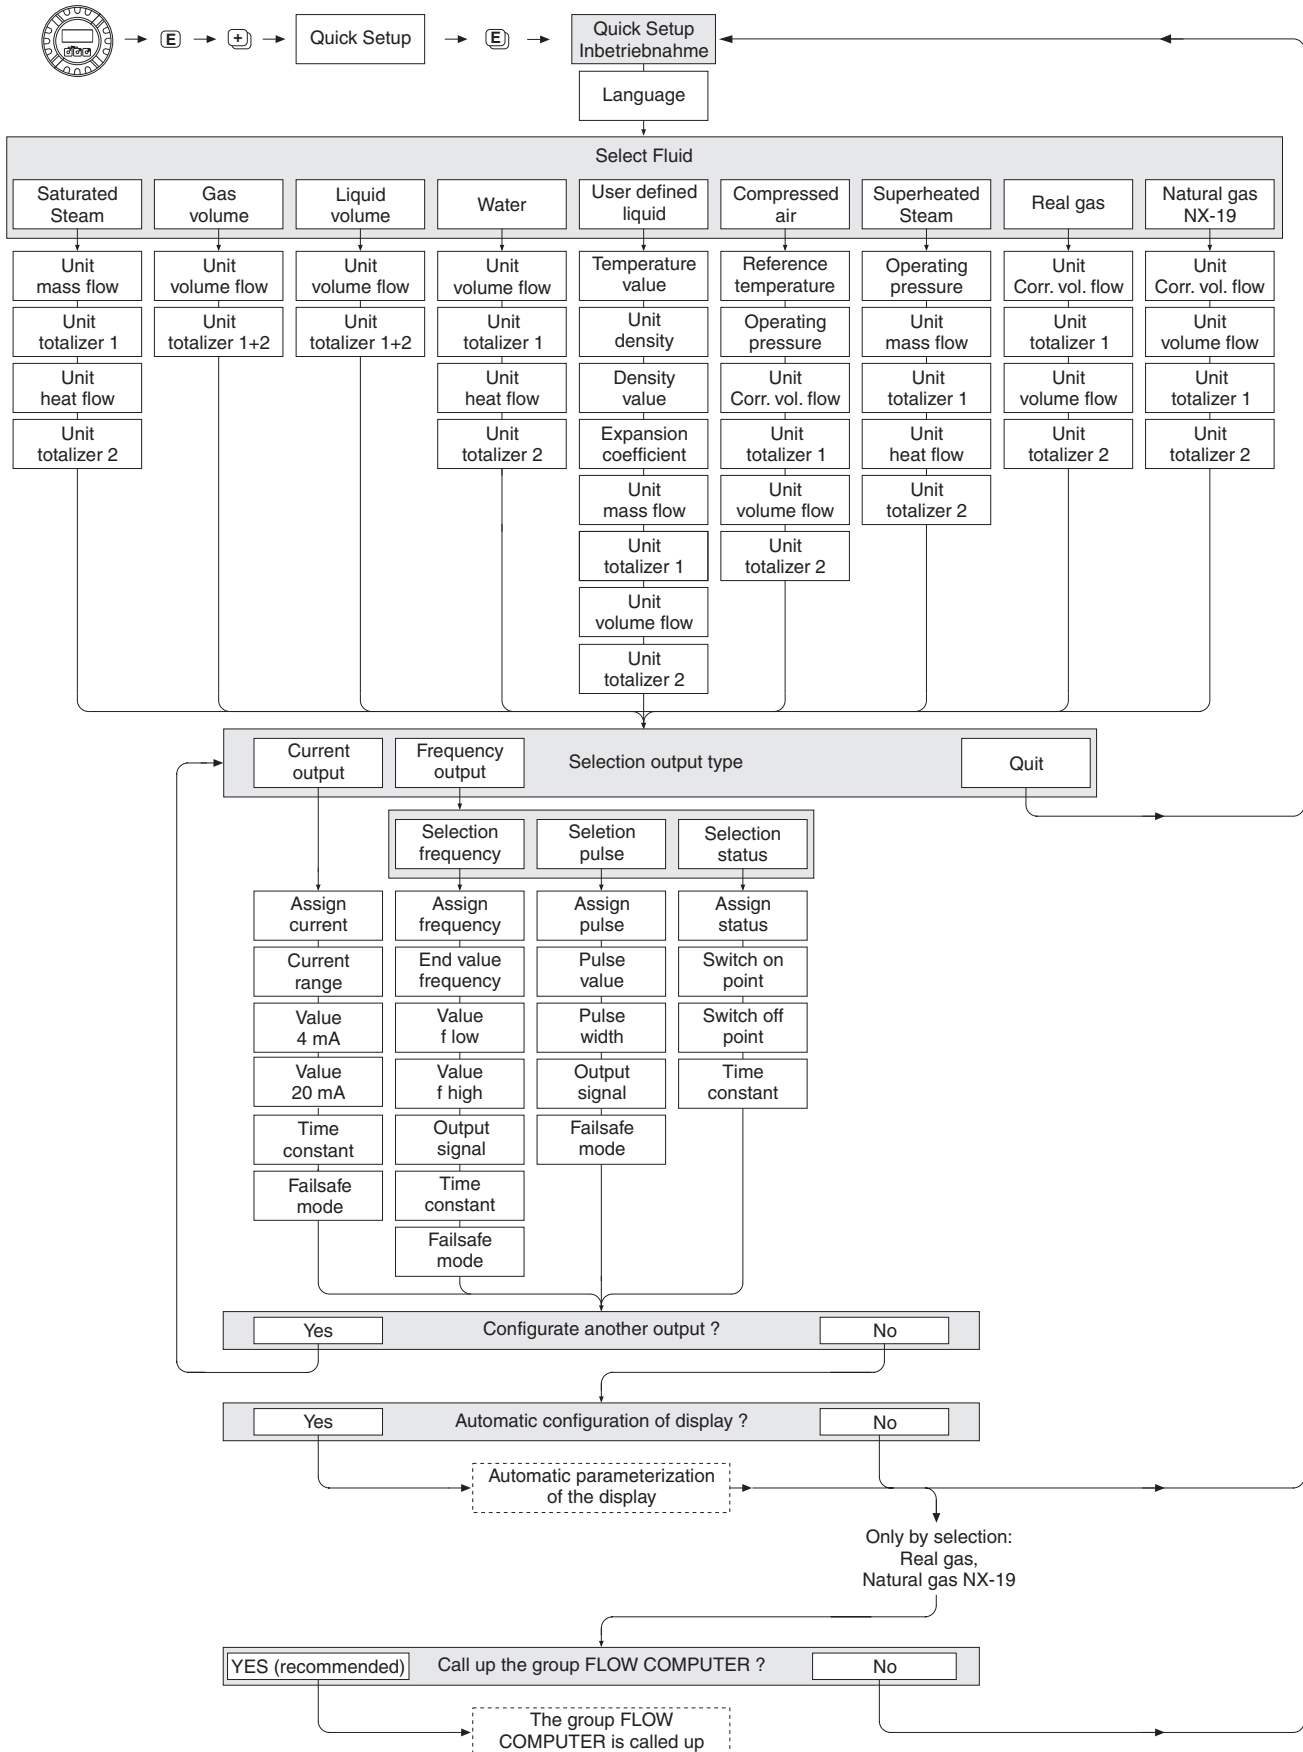 E
+
Quick Setup
E
Quick Setup
Inbetriebnahme
Language
Select Fluid
Saturated
Steam
Gas
volume
Liquid
volume
Water
User defined
liquid
Compressed
air
Superheated
Steam
Real gas
Natural gas
NX-19
Unit
mass flow
Unit
totalizer 1
Unit
heat flow
Unit
totalizer 2
Unit
volume flow
Unit
totalizer 1+2
Unit
volume flow
Unit
totalizer 1+2
Unit
volume flow
Unit
totalizer 1
Unit
heat flow
Unit
totalizer 2
Temperature
value
Unit
density
Density
value
Expansion
coefficient
Unit
mass flow
Unit
totalizer 1
Unit
volume flow
Unit
totalizer 2
Reference
temperature
Operating
pressure
Unit
Corr. vol. flow
Unit
totalizer 1
Unit
volume flow
Unit
totalizer 2
Operating
pressure
Unit
mass flow
Unit
totalizer 1
Unit
heat flow
Unit
totalizer 2
Unit
Corr. vol. flow
Unit
totalizer 1
Unit
volume flow
Unit
totalizer 2
Unit
Corr. vol. flow
Unit
volume flow
Unit
totalizer 1
Unit
totalizer 2
Current
output
Frequency
output
Selection output type
Quit
Selection
frequency
Seletion
pulse
Selection
status
Assign
current
Current
range
Value
4 mA
Value
20 mA
Time
constant
Failsafe
mode
Assign
frequency
End value
frequency
Value
f low
Value
f high
Output
signal
Time
constant
Failsafe
mode
Assign
pulse
Pulse
value
Pulse
width
Output
signal
Failsafe
mode
Assign
status
Switch on
point
Switch off
point
Time
constant
Yes
Configurate another output ?
No
Yes
Automatic configuration of display ?
No
Automatic parameterization
of the display
Only by selection:
Real gas,
Natural gas NX-19
YES (recommended)
Call up the group FLOW COMPUTER ?
No
The group FLOW
COMPUTER is called up